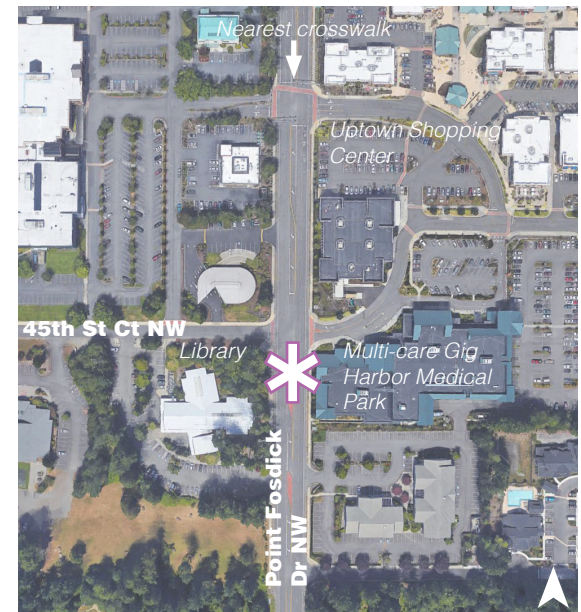 Nearest crosswalk
Uptown Shopping
Center
45th St Ct NW
Library
Multi-care Gig
Harbor Medical
Park
Point Fosdick
Dr NW